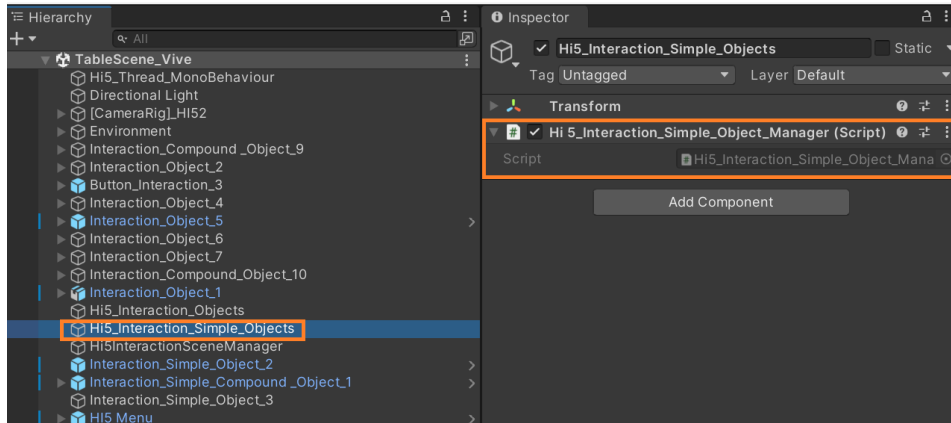 Hierarchy
All
TableScene_Vive
Hi5_Thread_MonoBehaviour
Directional Light
[CameraRig]_HI52
Environment
Interaction_Compound _Object_9
Interaction_Object_2
Button_Interaction_3
Interaction_Object_4
Interaction_Object_5
Interaction_Object_6
Interaction_Object_7
Interaction_Compound_Object_10
Interaction_Object_1
Hi5_Interaction_Objects
Hi5_Interaction_Simple_Objects
Hi5InteractionSceneManager
Interaction_Simple_Object_2
Interaction_Simple_Compound _Object_1
Interaction_Simple_Object_3
HI5 Menu
Inspector
Hi5_Interaction_Simple_Objects
Static
Tag Untagged Layer Default
Transform
# Hi 5_Interaction_Simple_Object_Manager (Script)
Script #Hi5_Interaction_Simple_Object_Mana
Add Component